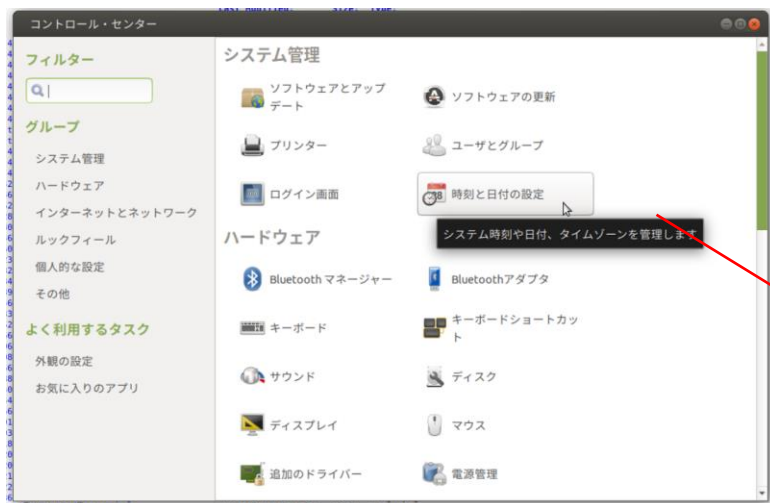 コントロール・センター
フィルター
グループ
システム管理
ハードウェア
インターネットとネットワーク
ルックフィール
個人的な設定
その他
よく利用するタスク
外観の設定
お気に入りのアプリ
システム管理
ソフトウェアとアップ
デート
ソフトウェアの更新
プリンター
ユーザとグループ
ログイン画面
時刻と日付の設定
システム時刻や日付、タイムゾーンを管理します
ハードウェア
Bluetooth マネージャー
Bluetoothアダプタ
キーボード
キーボードショートカッ
ト
サウンド
ディスク
ディスプレイ
マウス
追加のドライバー
電源管理